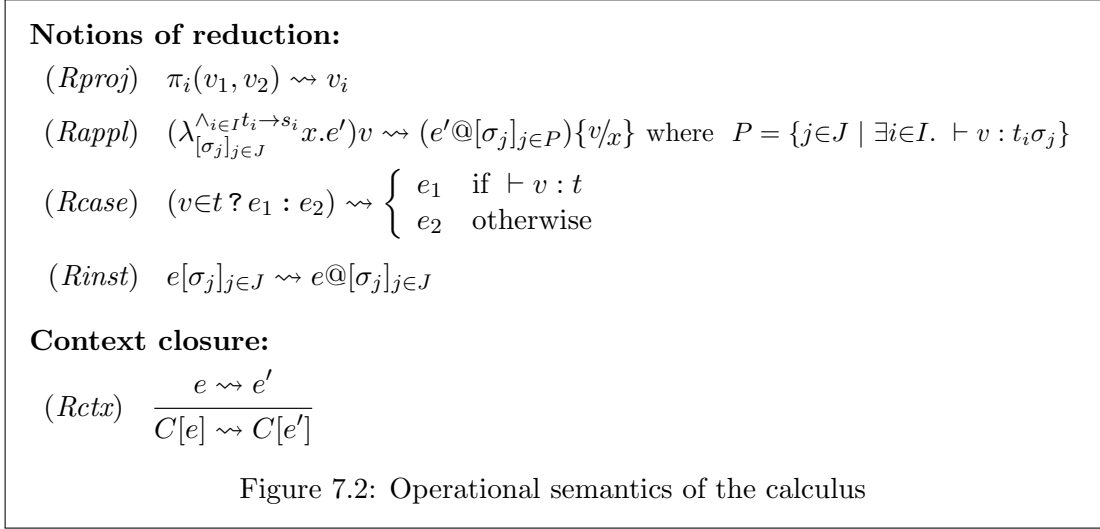 Notions of reduction:
(Rproj) π_i(v_1, v_2) ⇝ v_i
(Rappl) (λ^{∧_{i∈I} t_i→s_i}_{[σ_j]_{j∈J}} x.e′)v ⇝ (e′@[σ_j]_{j∈P}){v/x} where P = {j∈J | ∃i∈I. ⊢ v : t_iσ_j}
(Rcase) (v∈t ? e_1 : e_2) ⇝ { e_1 if ⊢ v : t
e_2 otherwise
(Rinst) e[σ_j]_{j∈J} ⇝ e@[σ_j]_{j∈J}
Context closure:
e ⇝ e′
(Rctx)
C[e] ⇝ C[e′]
Figure 7.2: Operational semantics of the calculus